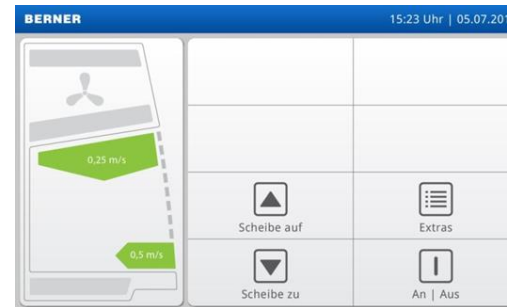 BERNER
15:23 Uhr | 05.07.201
0,25 m/s
0,5 m/s
Scheibe auf
Extras
Scheibe zu
An | Aus